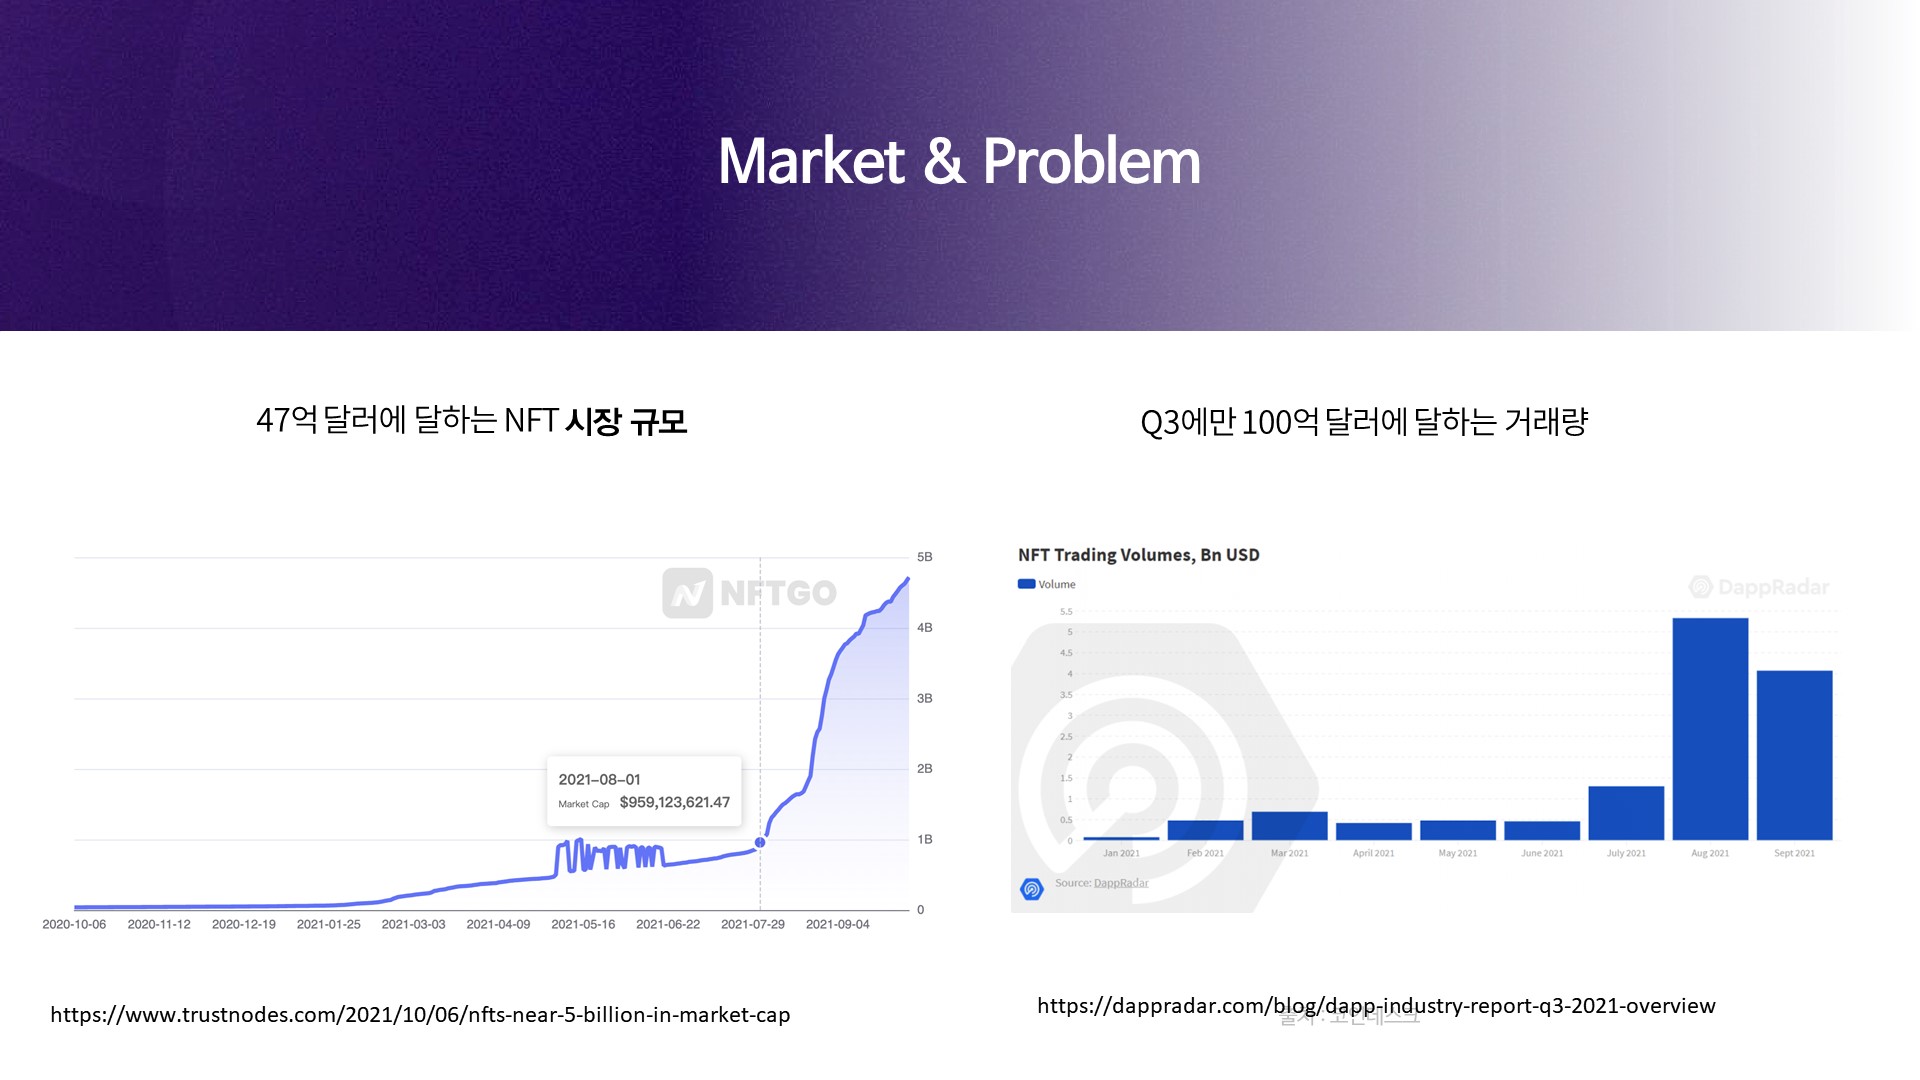 Market & Problem
47억 달러에 달하는 NFT 시장 규모
Q3에만 100억 달러에 달하는 거래량
NFTGO
5B
4B
3B
2B
1B
0
2021-08-01
Market Cap $959,123,621.47
2020-10-06 2020-11-12 2020-12-19 2021-01-25 2021-03-03 2021-04-09 2021-05-16 2021-06-22 2021-07-29 2021-09-04
https://www.trustnodes.com/2021/10/06/nfts-near-5-billion-in-market-cap
NFT Trading Volumes, Bn USD
Volume
DappRadar
5.5
5
4.5
4
3.5
3
2.5
2
1.5
1
0.5
0
Jan 2021 Feb 2021 Mar 2021 April 2021 May 2021 June 2021 July 2021 Aug 2021 Sept 2021
Source: DappRadar
https://dappradar.com/blog/dapp-industry-report-q3-2021-overview
출처 : 코인데스크